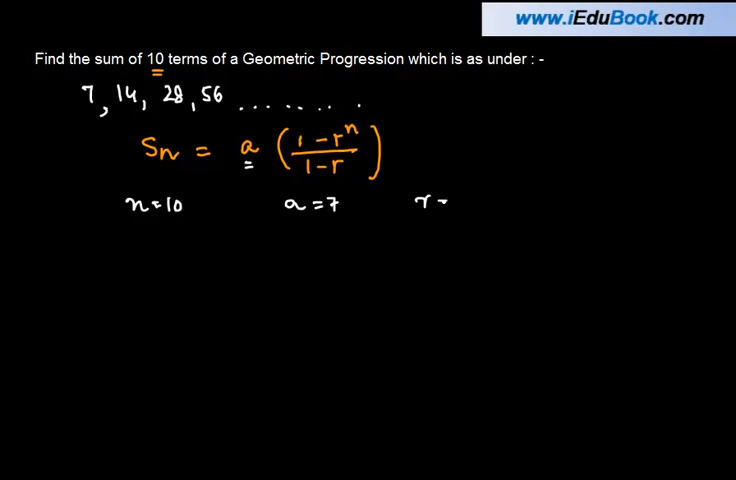 www.iEduBook.com
Find the sum of 10 terms of a Geometric Progression which is as under : -
7, 14, 28, 56 ........
Sn = a (1-r^n / 1-r)
n=10 a=7 r-